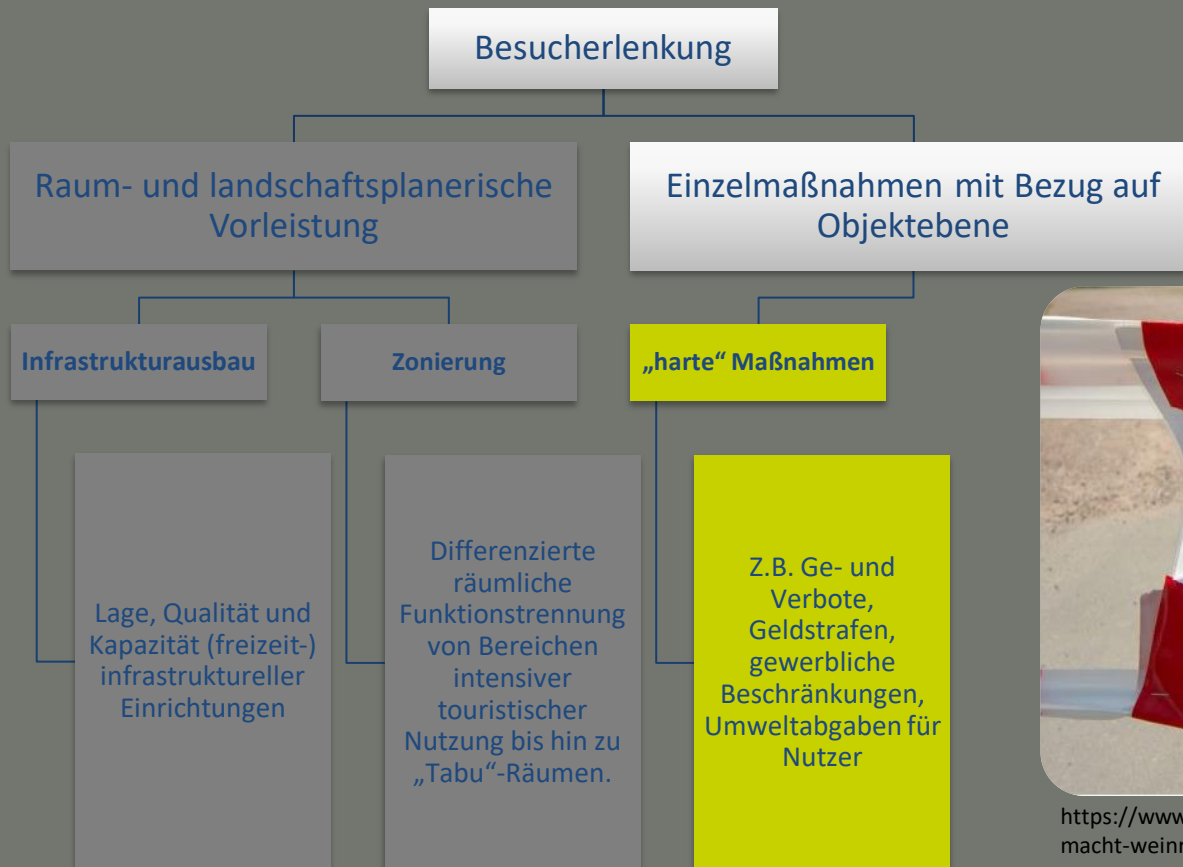 Besucherlenkung
Raum- und landschaftsplanerische
Vorleistung
Einzelmaßnahmen mit Bezug auf
Objektebene
Infrastrukturausbau
Zonierung
„harte“ Maßnahmen
Lage, Qualität und
Kapazität (freizeit-)
infrastruktureller
Einrichtungen
Differenzierte
räumliche
Funktionstrennung
von Bereichen
intensiver
touristischer
Nutzung bis hin zu
„Tabu“-Räumen.
Z.B. Ge- und
Verbote,
Geldstrafen,
gewerbliche
Beschränkungen,
Umweltabgaben für
Nutzer
https://www